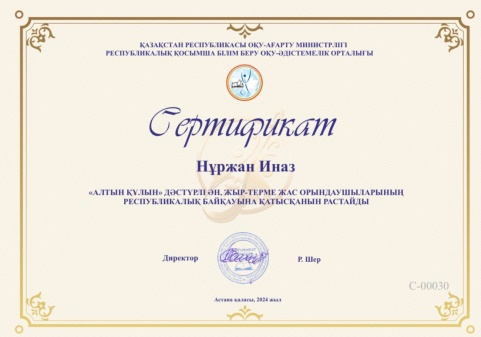 ҚАЗАҚСТАН РЕСПУБЛИКАСЫ ОҚУ-АҒАРТУ МИНИСТРЛІГІ
РЕСПУБЛИКАЛЫҚ ҚОСЫМША БІЛІМ БЕРУ ОҚУ-ӘДІСТЕМЕЛІК ОРТАЛЫҒЫ
Сертификат
Нұржан Иназ
«АЛТЫН ҚҰЛЫН» ДӘСТҮРЛІ ӘН, ЖЫР-ТЕРМЕ ЖАС ОРЫНДАУШЫЛАРЫНЫҢ
РЕСПУБЛИКАЛЫҚ БАЙҚАУЫНА ҚАТЫСҚАНЫН РАСТАЙДЫ
Директор
Р. Шер
С-00030
Астана қаласы, 2024 жыл